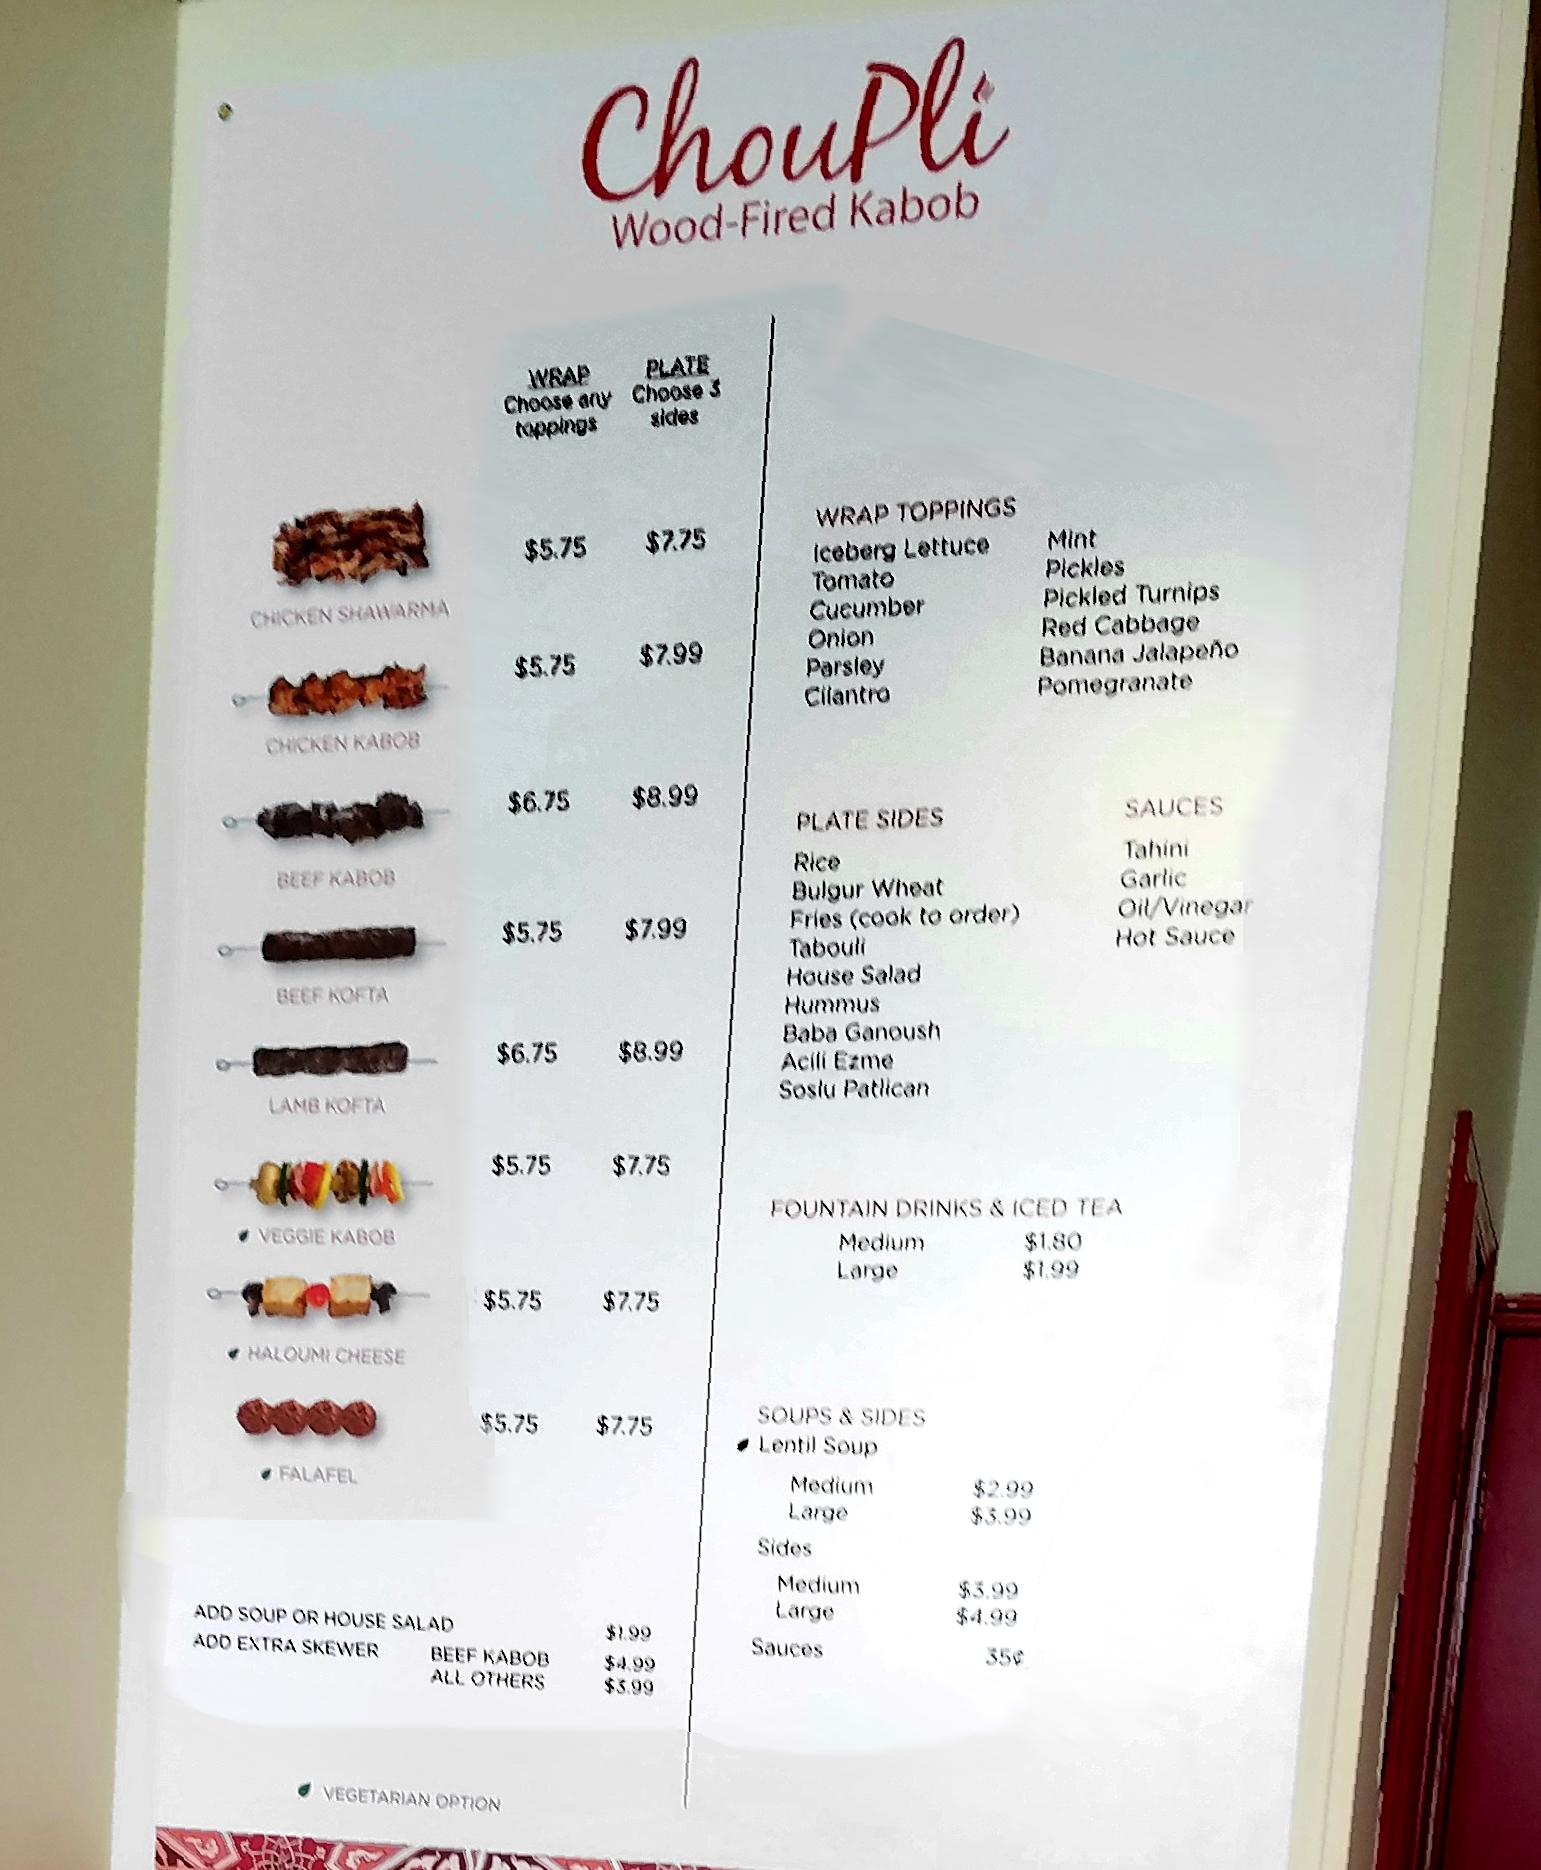 ChouPli
Wood-Fired Kabob
WRAP
Choose any
toppings
PLATE
Choose 3
sides
$5.75 $7.75
CHICKEN SHAWARMA
$5.75 $7.99
CHICKEN KABOB
$6.75 $8.99
BEEF KABOB
$5.75 $7.99
BEEF KOFTA
$6.75 $8.99
LAMB KOFTA
$5.75 $7.75
VEGGIE KABOB
$5.75 $7.75
HALOUMI CHEESE
$5.75 $7.75
FALAFEL
ADD SOUP OR HOUSE SALAD $1.99
ADD EXTRA SKEWER BEEF KABOB $4.99
ALL OTHERS $3.99
VEGETARIAN OPTION
WRAP TOPPINGS
Iceberg Lettuce
Tomato
Cucumber
Onion
Parsley
Cilantro
Mint
Pickles
Pickled Turnips
Red Cabbage
Banana Jalapeño
Pomegranate
PLATE SIDES
Rice
Bulgur Wheat
Fries (cook to order)
Tabouli
House Salad
Hummus
Baba Ganoush
Acili Ezme
Soslu Patlican
SAUCES
Tahini
Garlic
Oil/Vinegar
Hot Sauce
FOUNTAIN DRINKS & ICED TEA
Medium $1.80
Large $1.99
SOUPS & SIDES
Lentil Soup
Medium $2.99
Large $3.99
Sides
Medium $3.99
Large $4.99
Sauces 35¢